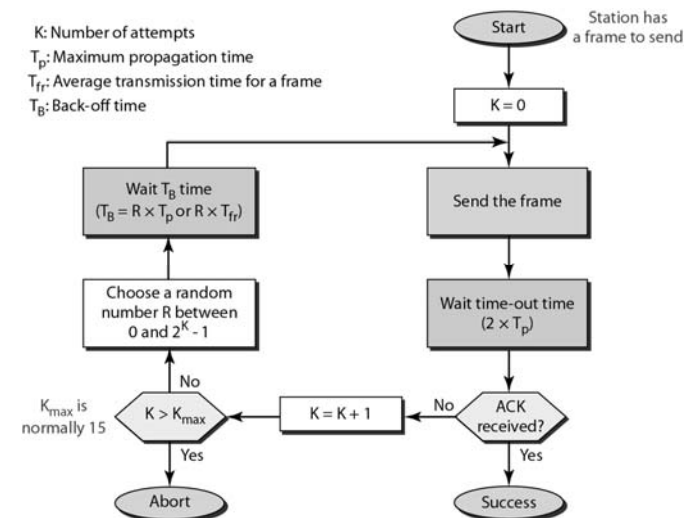 K: Number of attempts
Tp: Maximum propagation time
Tfr: Average transmission time for a frame
TB: Back-off time
Start
Station has
a frame to send
K = 0
Wait TB time
(TB = R × Tp or R × Tfr)
Send the frame
Choose a random
number R between
0 and 2^K - 1
Wait time-out time
(2 × Tp)
Kmax is
normally 15
No
K > Kmax
K = K + 1
No
ACK
received?
Yes
Yes
Abort
Success